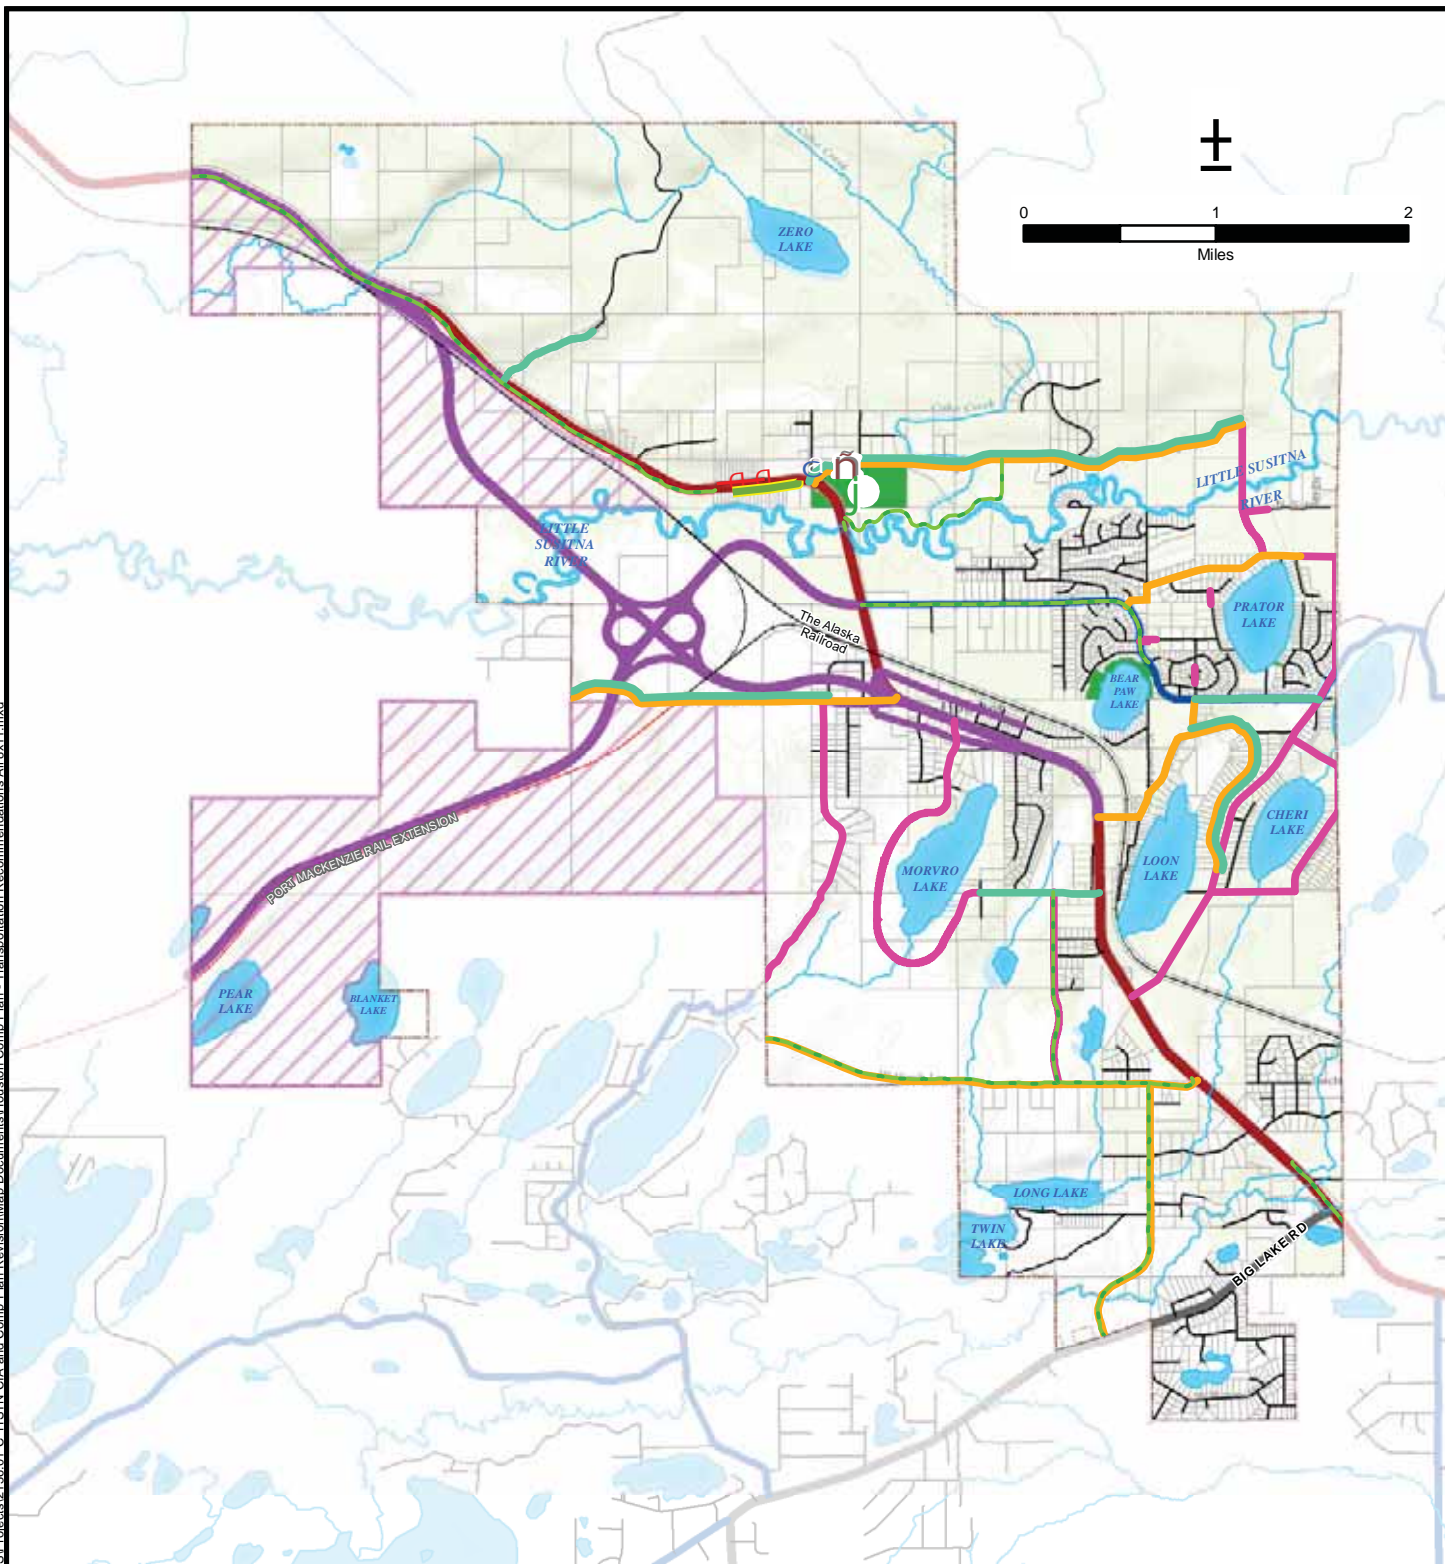 0 1 2
Miles
ZERO
LAKE
Coho Creek
LITTLE SUSITNA
RIVER
LITTLE
SUSITNA
RIVER
PRATOR
LAKE
The Alaska
Railroad
BEAR
PAW
LAKE
CHERI
LAKE
PORT MACKENZIE RAIL EXTENSION
MORVRO
LAKE
LOON
LAKE
PEAR
LAKE
BLANKET
LAKE
LONG LAKE
TWIN
LAKE
BIG LAKE RD